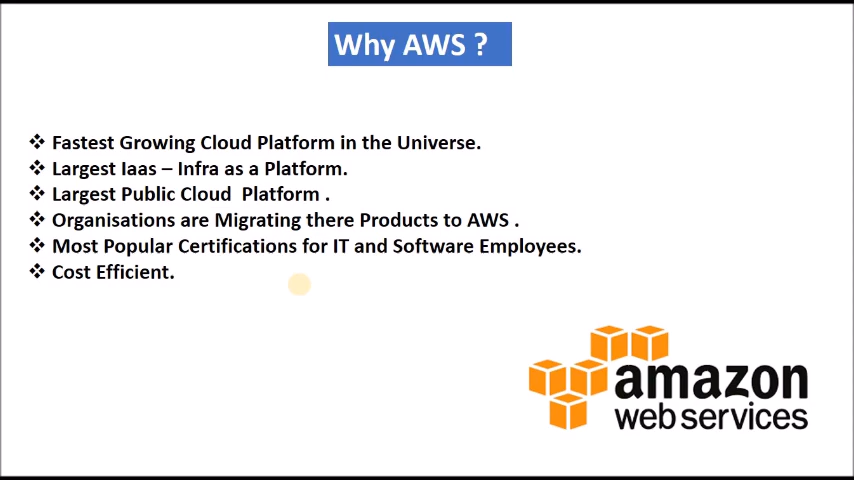 Why AWS ?
❖ Fastest Growing Cloud Platform in the Universe.
❖ Largest Iaas – Infra as a Platform.
❖ Largest Public Cloud  Platform .
❖ Organisations are Migrating there Products to AWS .
❖ Most Popular Certifications for IT and Software Employees.
❖ Cost Efficient.
amazon
web services